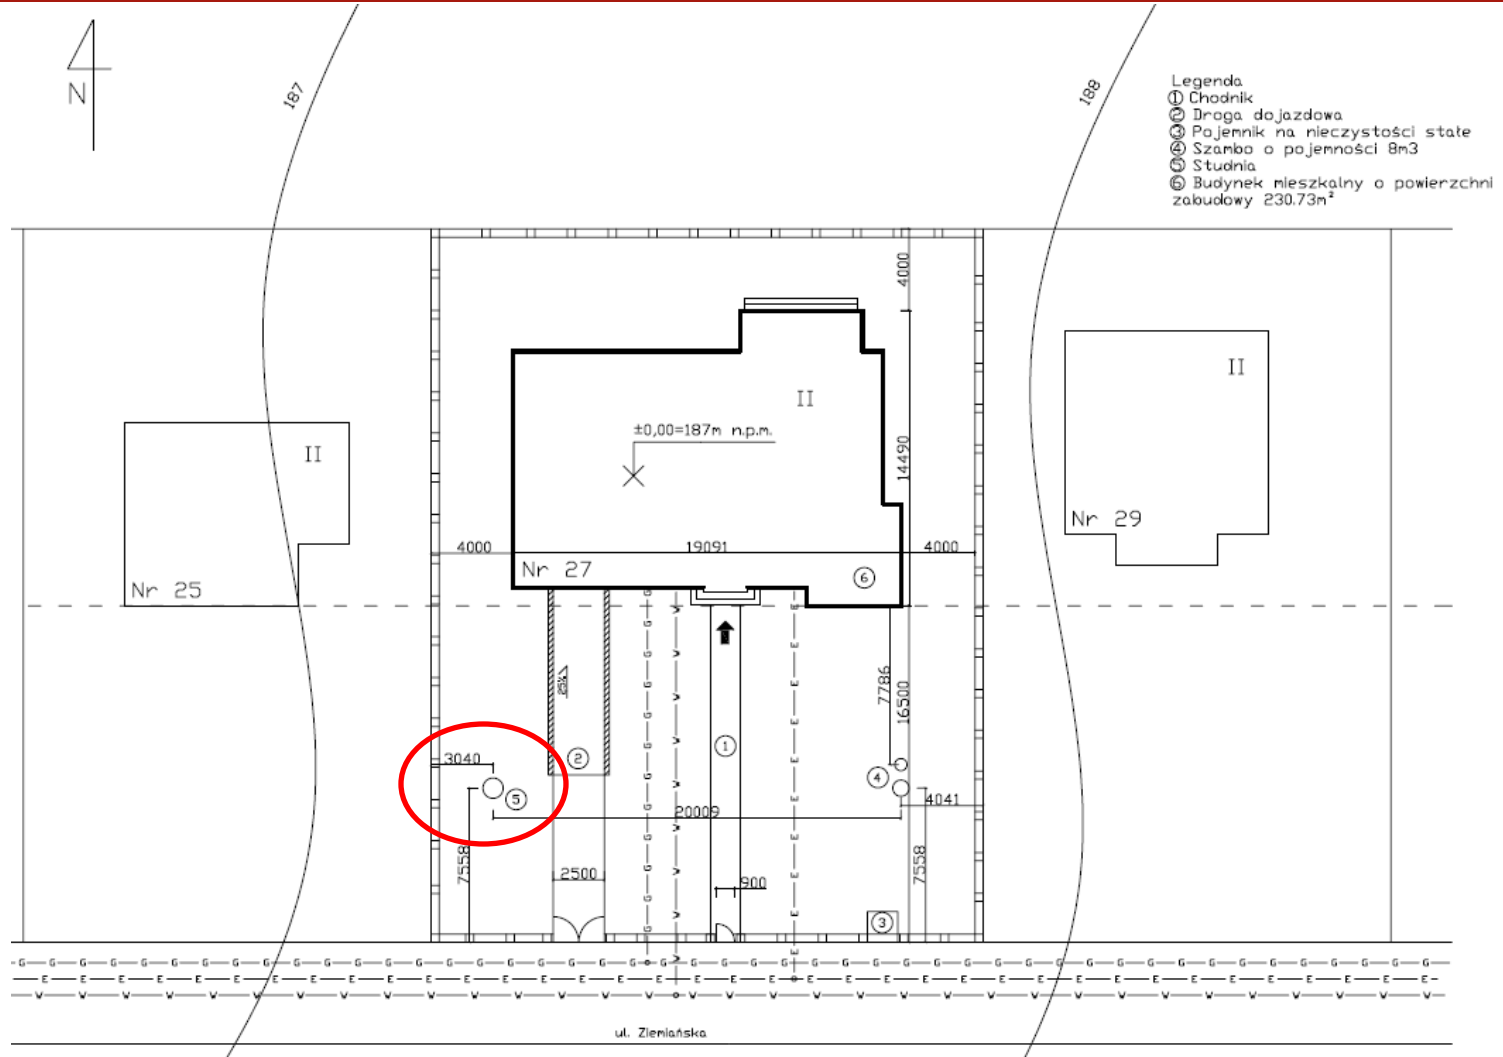 N
187
188
Legenda
① Chodnik
② Droga dojazdowa
③ Pojemnik na nieczystości stałe
④ Szambo o pojemności 8m3
⑤ Studnia
⑥ Budynek mieszkalny o powierzchni
zabudowy 230.73m²
4000
II
II
±0,00=187m n.p.m.
II
14490
Nr 29
4000
19091
4000
Nr 27
⑥
Nr 25
G
W
E
25%
7786
16500
①
3040
②
④
⑤
4041
20009
7558
7558
2500
900
③
G G G G G G G G G G G G G G G G G G G G G G G G G G G G G G G G G G G G G G G G G G G G G G G
E E E E E E E E E E E E E E E E E E E E E E E E E E E E E E E E E E E
W W W W W W W W W W W W W W W W W W W W W W W W W W W W W W W W
ul. Ziemiańska